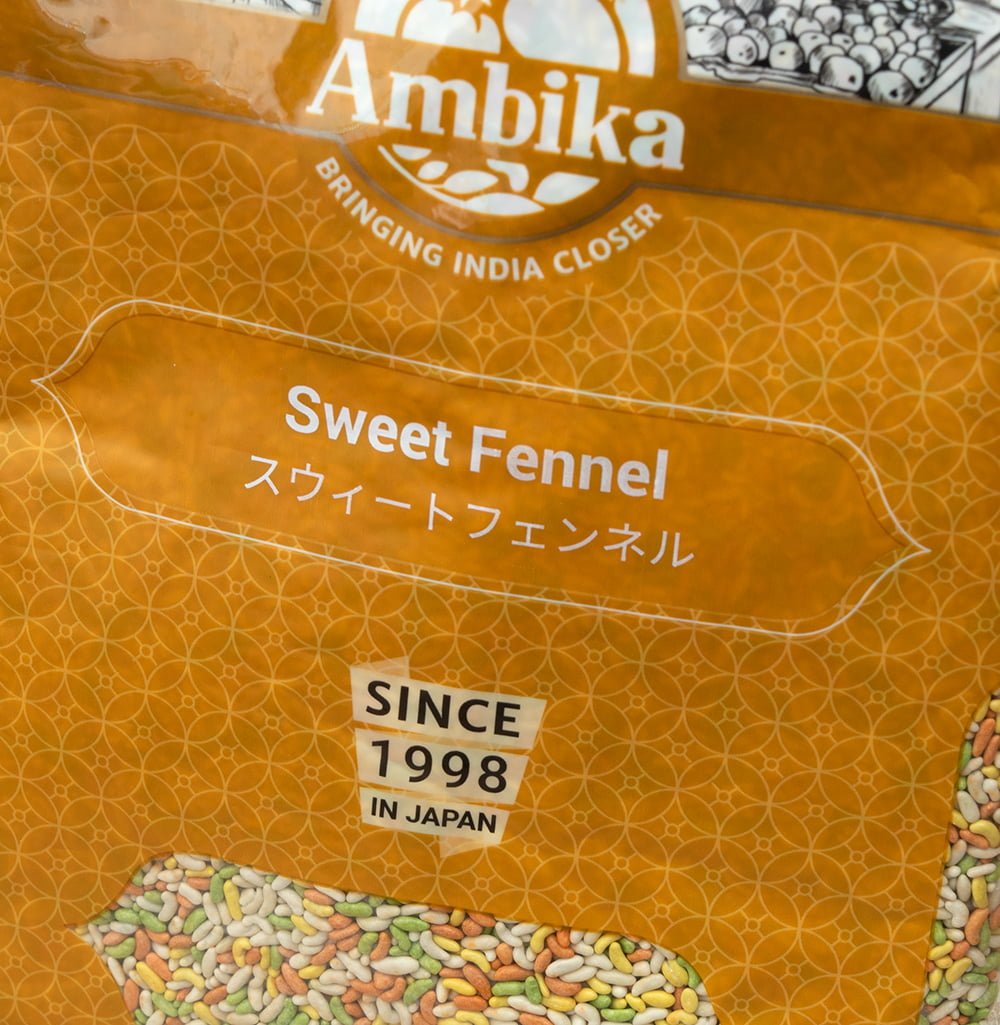 Ambika
BRINGING INDIA CLOSER
Sweet Fennel
スウィートフェンネル
SINCE
1998
IN JAPAN